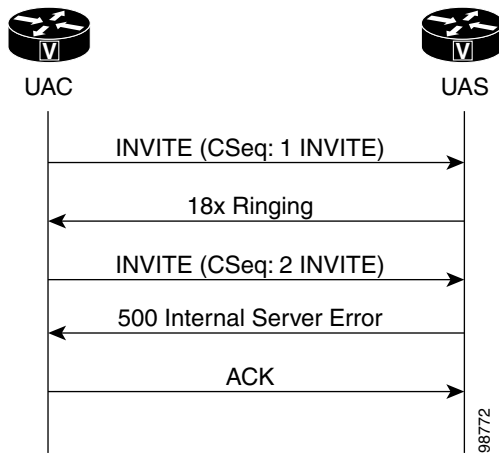 V V
UAC UAS
INVITE (CSeq: 1 INVITE)
18x Ringing
INVITE (CSeq: 2 INVITE)
500 Internal Server Error
ACK
98772